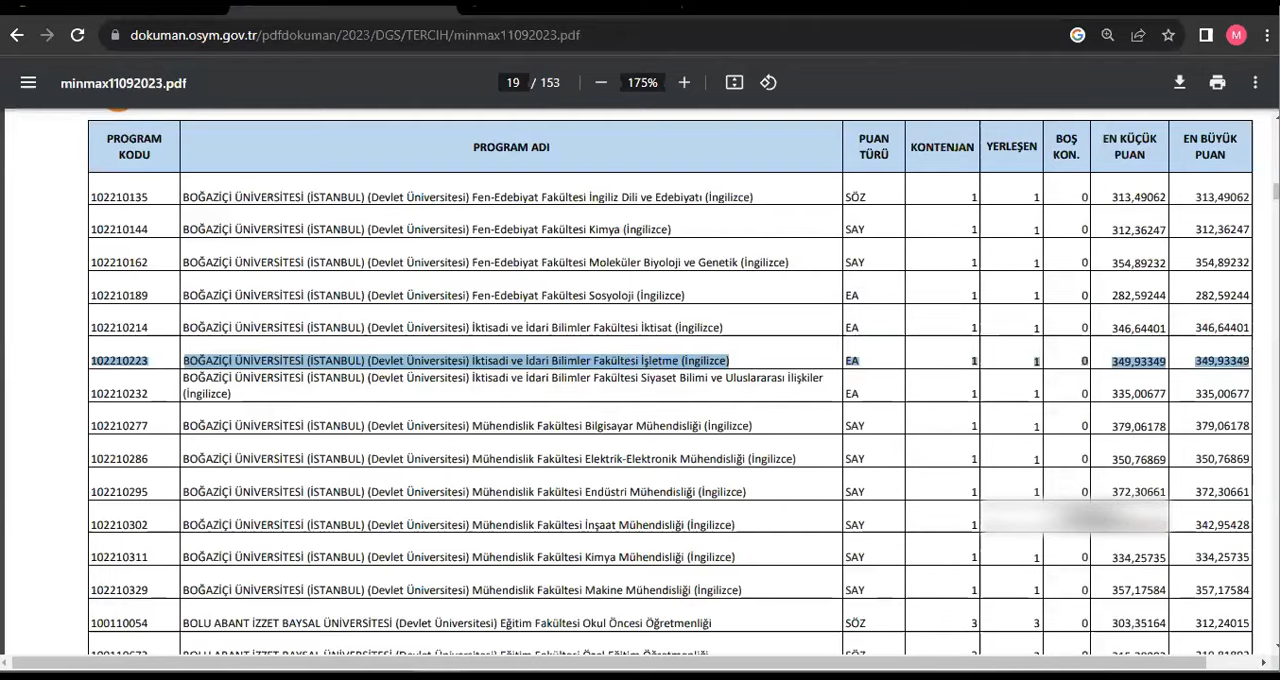 dokuman.osym.gov.tr/pdfdokuman/2023/DGS/TERCIH/minmax11092023.pdf
M
minmax11092023.pdf 19 / 153 175%
PROGRAM KODU PROGRAM ADI PUAN TÜRÜ KONTENJAN YERLEŞEN BOŞ KON. EN KÜÇÜK PUAN EN BÜYÜK PUAN
102210135 BOĞAZİÇİ ÜNİVERSİTESİ (İSTANBUL) (Devlet Üniversitesi) Fen-Edebiyat Fakültesi İngiliz Dili ve Edebiyatı (İngilizce) SÖZ 1 1 0 313,49062 313,49062
102210144 BOĞAZİÇİ ÜNİVERSİTESİ (İSTANBUL) (Devlet Üniversitesi) Fen-Edebiyat Fakültesi Kimya (İngilizce) SAY 1 1 0 312,36247 312,36247
102210162 BOĞAZİÇİ ÜNİVERSİTESİ (İSTANBUL) (Devlet Üniversitesi) Fen-Edebiyat Fakültesi Moleküler Biyoloji ve Genetik (İngilizce) SAY 1 1 0 354,89232 354,89232
102210189 BOĞAZİÇİ ÜNİVERSİTESİ (İSTANBUL) (Devlet Üniversitesi) Fen-Edebiyat Fakültesi Sosyoloji (İngilizce) EA 1 1 0 282,59244 282,59244
102210214 BOĞAZİÇİ ÜNİVERSİTESİ (İSTANBUL) (Devlet Üniversitesi) İktisadi ve İdari Bilimler Fakültesi İktisat (İngilizce) EA 1 1 0 346,64401 346,64401
102210223 BOĞAZİÇİ ÜNİVERSİTESİ (İSTANBUL) (Devlet Üniversitesi) İktisadi ve İdari Bilimler Fakültesi İşletme (İngilizce) EA 1 1 0 349,93349 349,93349
BOĞAZİÇİ ÜNİVERSİTESİ (İSTANBUL) (Devlet Üniversitesi) İktisadi ve İdari Bilimler Fakültesi Siyaset Bilimi ve Uluslararası İlişkiler
102210232 (İngilizce) EA 1 1 0 335,00677 335,00677
102210277 BOĞAZİÇİ ÜNİVERSİTESİ (İSTANBUL) (Devlet Üniversitesi) Mühendislik Fakültesi Bilgisayar Mühendisliği (İngilizce) SAY 1 1 0 379,06178 379,06178
102210286 BOĞAZİÇİ ÜNİVERSİTESİ (İSTANBUL) (Devlet Üniversitesi) Mühendislik Fakültesi Elektrik-Elektronik Mühendisliği (İngilizce) SAY 1 1 0 350,76869 350,76869
102210295 BOĞAZİÇİ ÜNİVERSİTESİ (İSTANBUL) (Devlet Üniversitesi) Mühendislik Fakültesi Endüstri Mühendisliği (İngilizce) SAY 1 1 0 372,30661 372,30661
102210302 BOĞAZİÇİ ÜNİVERSİTESİ (İSTANBUL) (Devlet Üniversitesi) Mühendislik Fakültesi İnşaat Mühendisliği (İngilizce) SAY 1 342,95428
102210311 BOĞAZİÇİ ÜNİVERSİTESİ (İSTANBUL) (Devlet Üniversitesi) Mühendislik Fakültesi Kimya Mühendisliği (İngilizce) SAY 1 1 0 334,25735 334,25735
102210329 BOĞAZİÇİ ÜNİVERSİTESİ (İSTANBUL) (Devlet Üniversitesi) Mühendislik Fakültesi Makine Mühendisliği (İngilizce) SAY 1 1 0 357,17584 357,17584
100110054 BOLU ABANT İZZET BAYSAL ÜNİVERSİTESİ (Devlet Üniversitesi) Eğitim Fakültesi Okul Öncesi Öğretmenliği SÖZ 3 3 0 303,35164 312,24015
BOLU ABANT İZZET BAYSAL ÜNİVERSİTESİ (Devlet Üniversitesi) Eğitim Fakültesi Özel Eğitim Öğretmenliği SÖZ